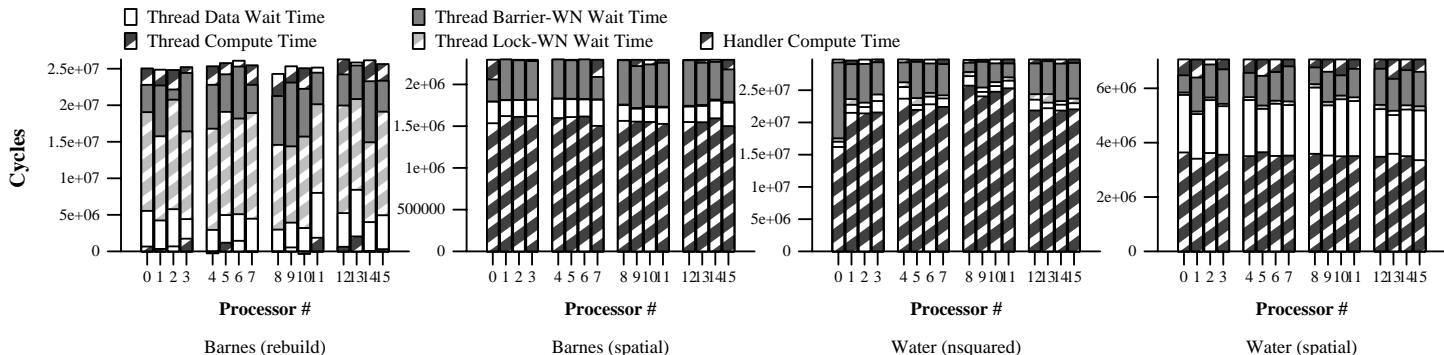 Thread Data Wait Time Thread Barrier-WN Wait Time
Thread Compute Time Thread Lock-WN Wait Time Handler Compute Time
Cycles
2.5e+07
2e+07
1.5e+07
1e+07
5e+06
0
0 1 2 3 4 5 6 7 8 9 10 11 12 13 14 15
Processor #
Barnes (rebuild)
2e+06
1.5e+06
1e+06
500000
0
0 1 2 3 4 5 6 7 8 9 10 11 12 13 14 15
Processor #
Barnes (spatial)
2.5e+07
2e+07
1.5e+07
1e+07
5e+06
0
0 1 2 3 4 5 6 7 8 9 10 11 12 13 14 15
Processor #
Water (nsquared)
6e+06
4e+06
2e+06
0
0 1 2 3 4 5 6 7 8 9 10 11 12 13 14 15
Processor #
Water (spatial)